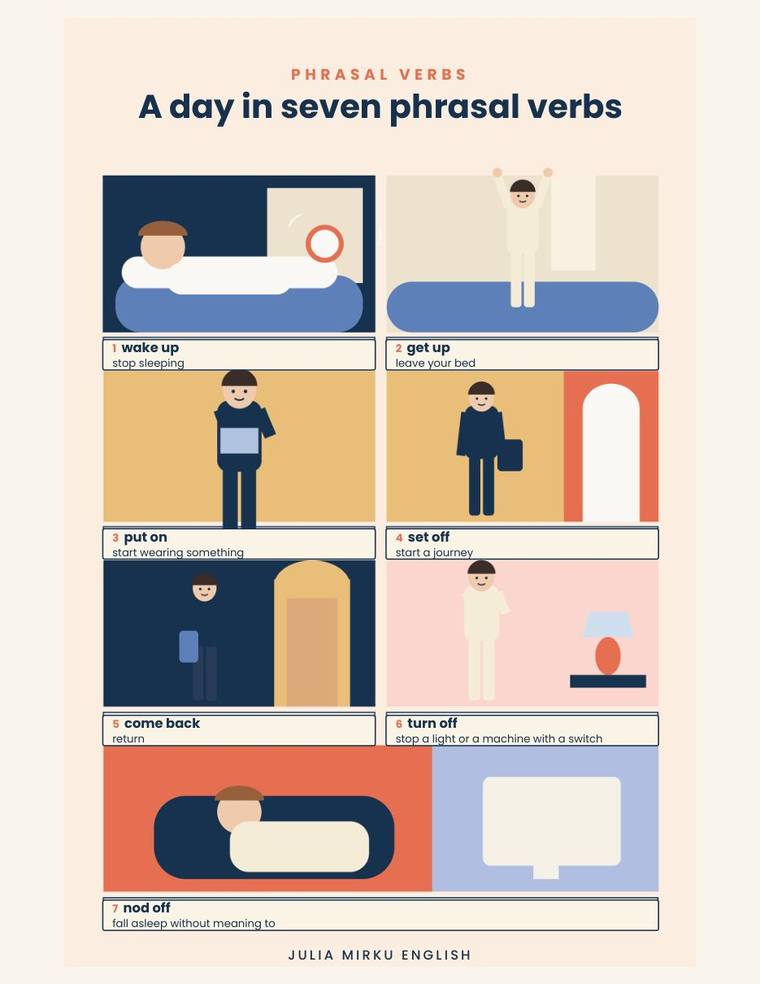 PHRASAL VERBS
A day in seven phrasal verbs
1 wake up
stop sleeping
2 get up
leave your bed
3 put on
start wearing something
4 set off
start a journey
5 come back
return
6 turn off
stop a light or a machine with a switch
7 nod off
fall asleep without meaning to
JULIA MIRKU ENGLISH